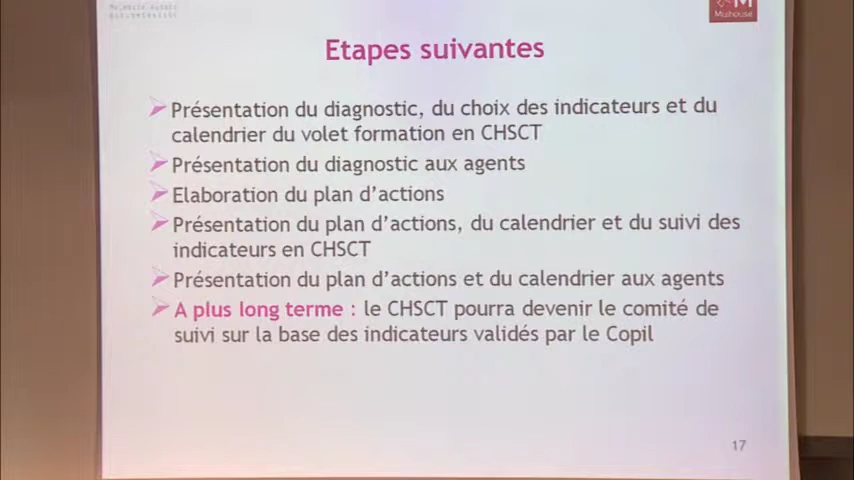 Mulhouse
Etapes suivantes
Présentation du diagnostic, du choix des indicateurs et du
calendrier du volet formation en CHSCT
Présentation du diagnostic aux agents
Elaboration du plan d'actions
Présentation du plan d'actions, du calendrier et du suivi des
indicateurs en CHSCT
Présentation du plan d'actions et du calendrier aux agents
A plus long terme : le CHSCT pourra devenir le comité de
suivi sur la base des indicateurs validés par le Copil
17